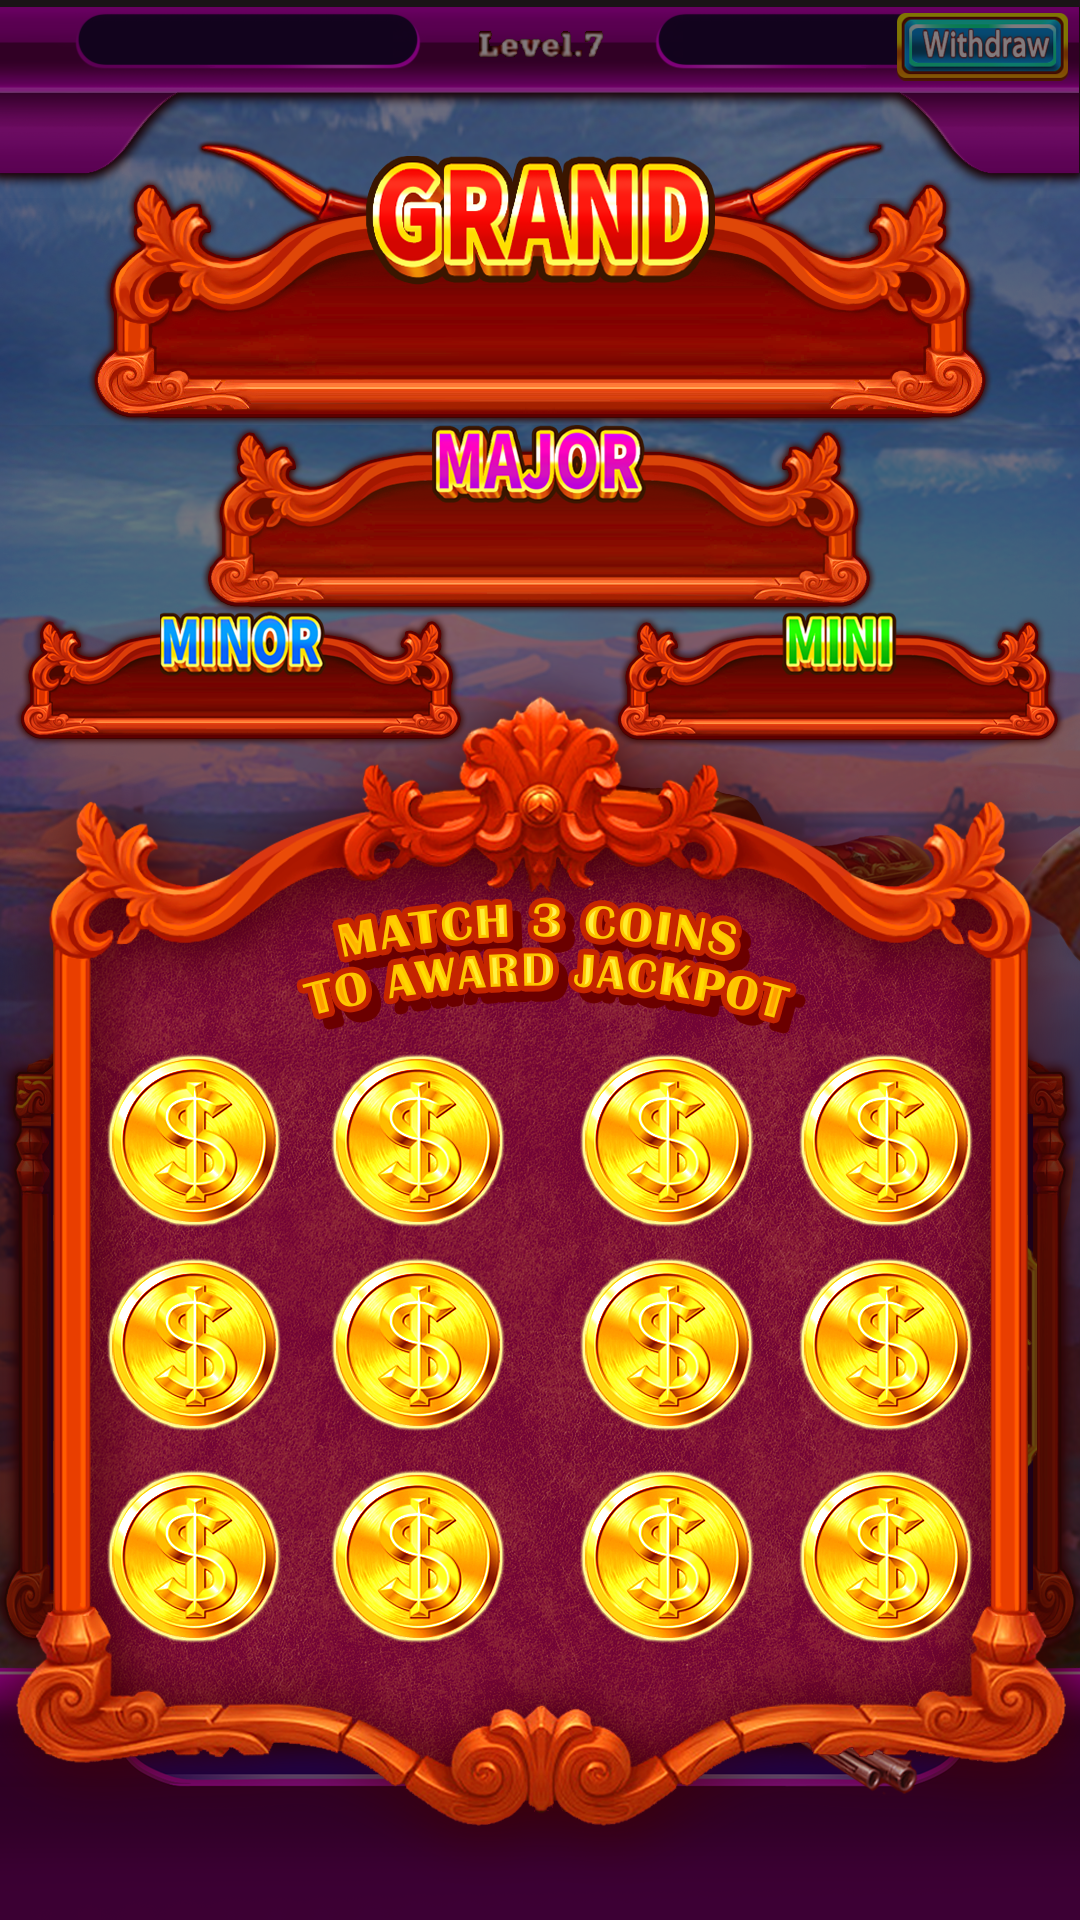 Level.7
Withdraw
GRAND
MAJOR
MINOR
MINI
MATCH 3 COINS
TO AWARD JACKPOT
$ $ $ $
$ $ $ $
$ $ $ $